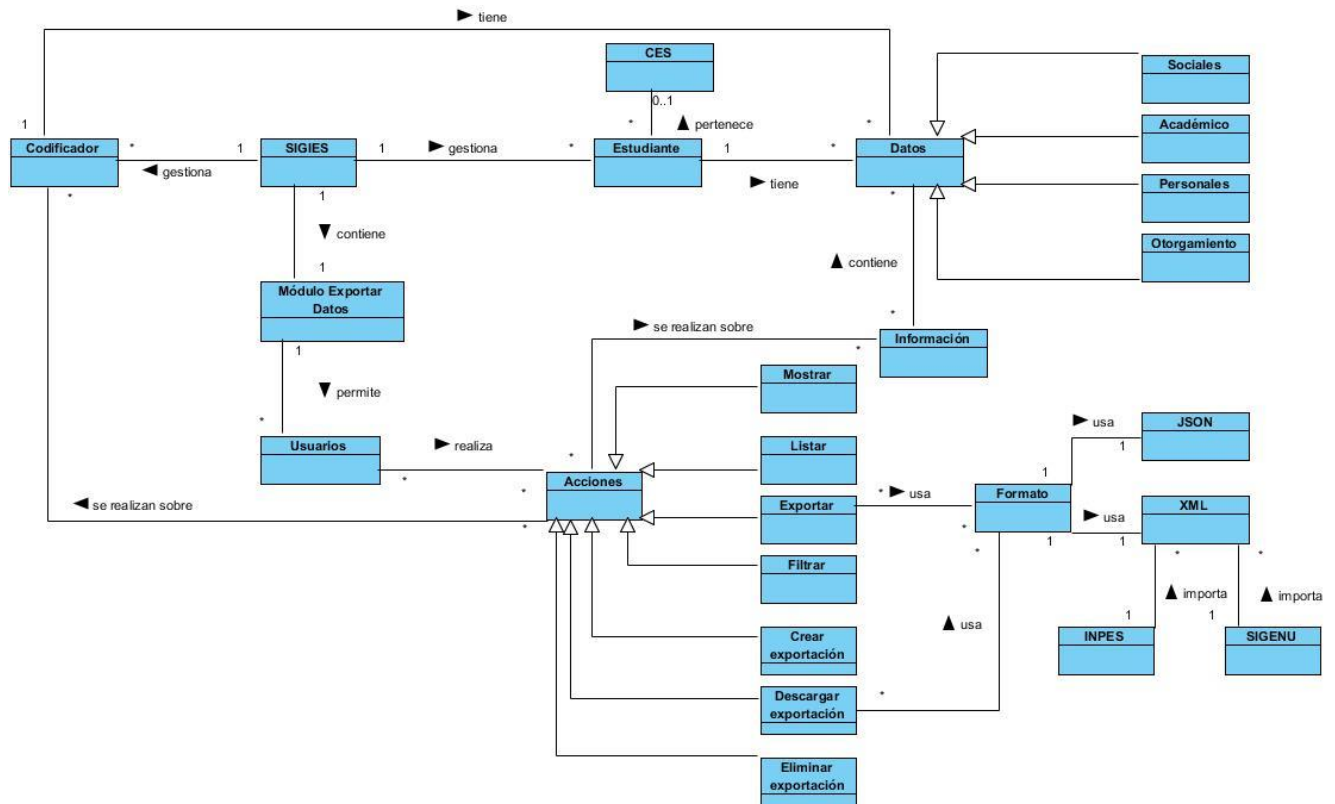 tiene
CES
Sociales
0..1
1
*
pertenece
*
Académico
Codificador
*
1
SIGIES
1
gestiona
*
Estudiante
1
*
Datos
gestiona
tiene
*
1
*
Personales
contiene
Otorgamiento
contiene
1
Módulo Exportar
Datos
*
se realizan sobre
Información
1
*
Mostrar
permite
JSON
usa
*
Usuarios
realiza
Listar
1
*
*
*
Acciones
1
Exportar
*
usa
Formato
XML
usa
se realizan sobre
*
*
*
*
1
1
*
*
Filtrar
importa
importa
usa
1
1
Crear
exportación
INPES
SIGENU
Descargar
exportación
*
Eliminar
exportación